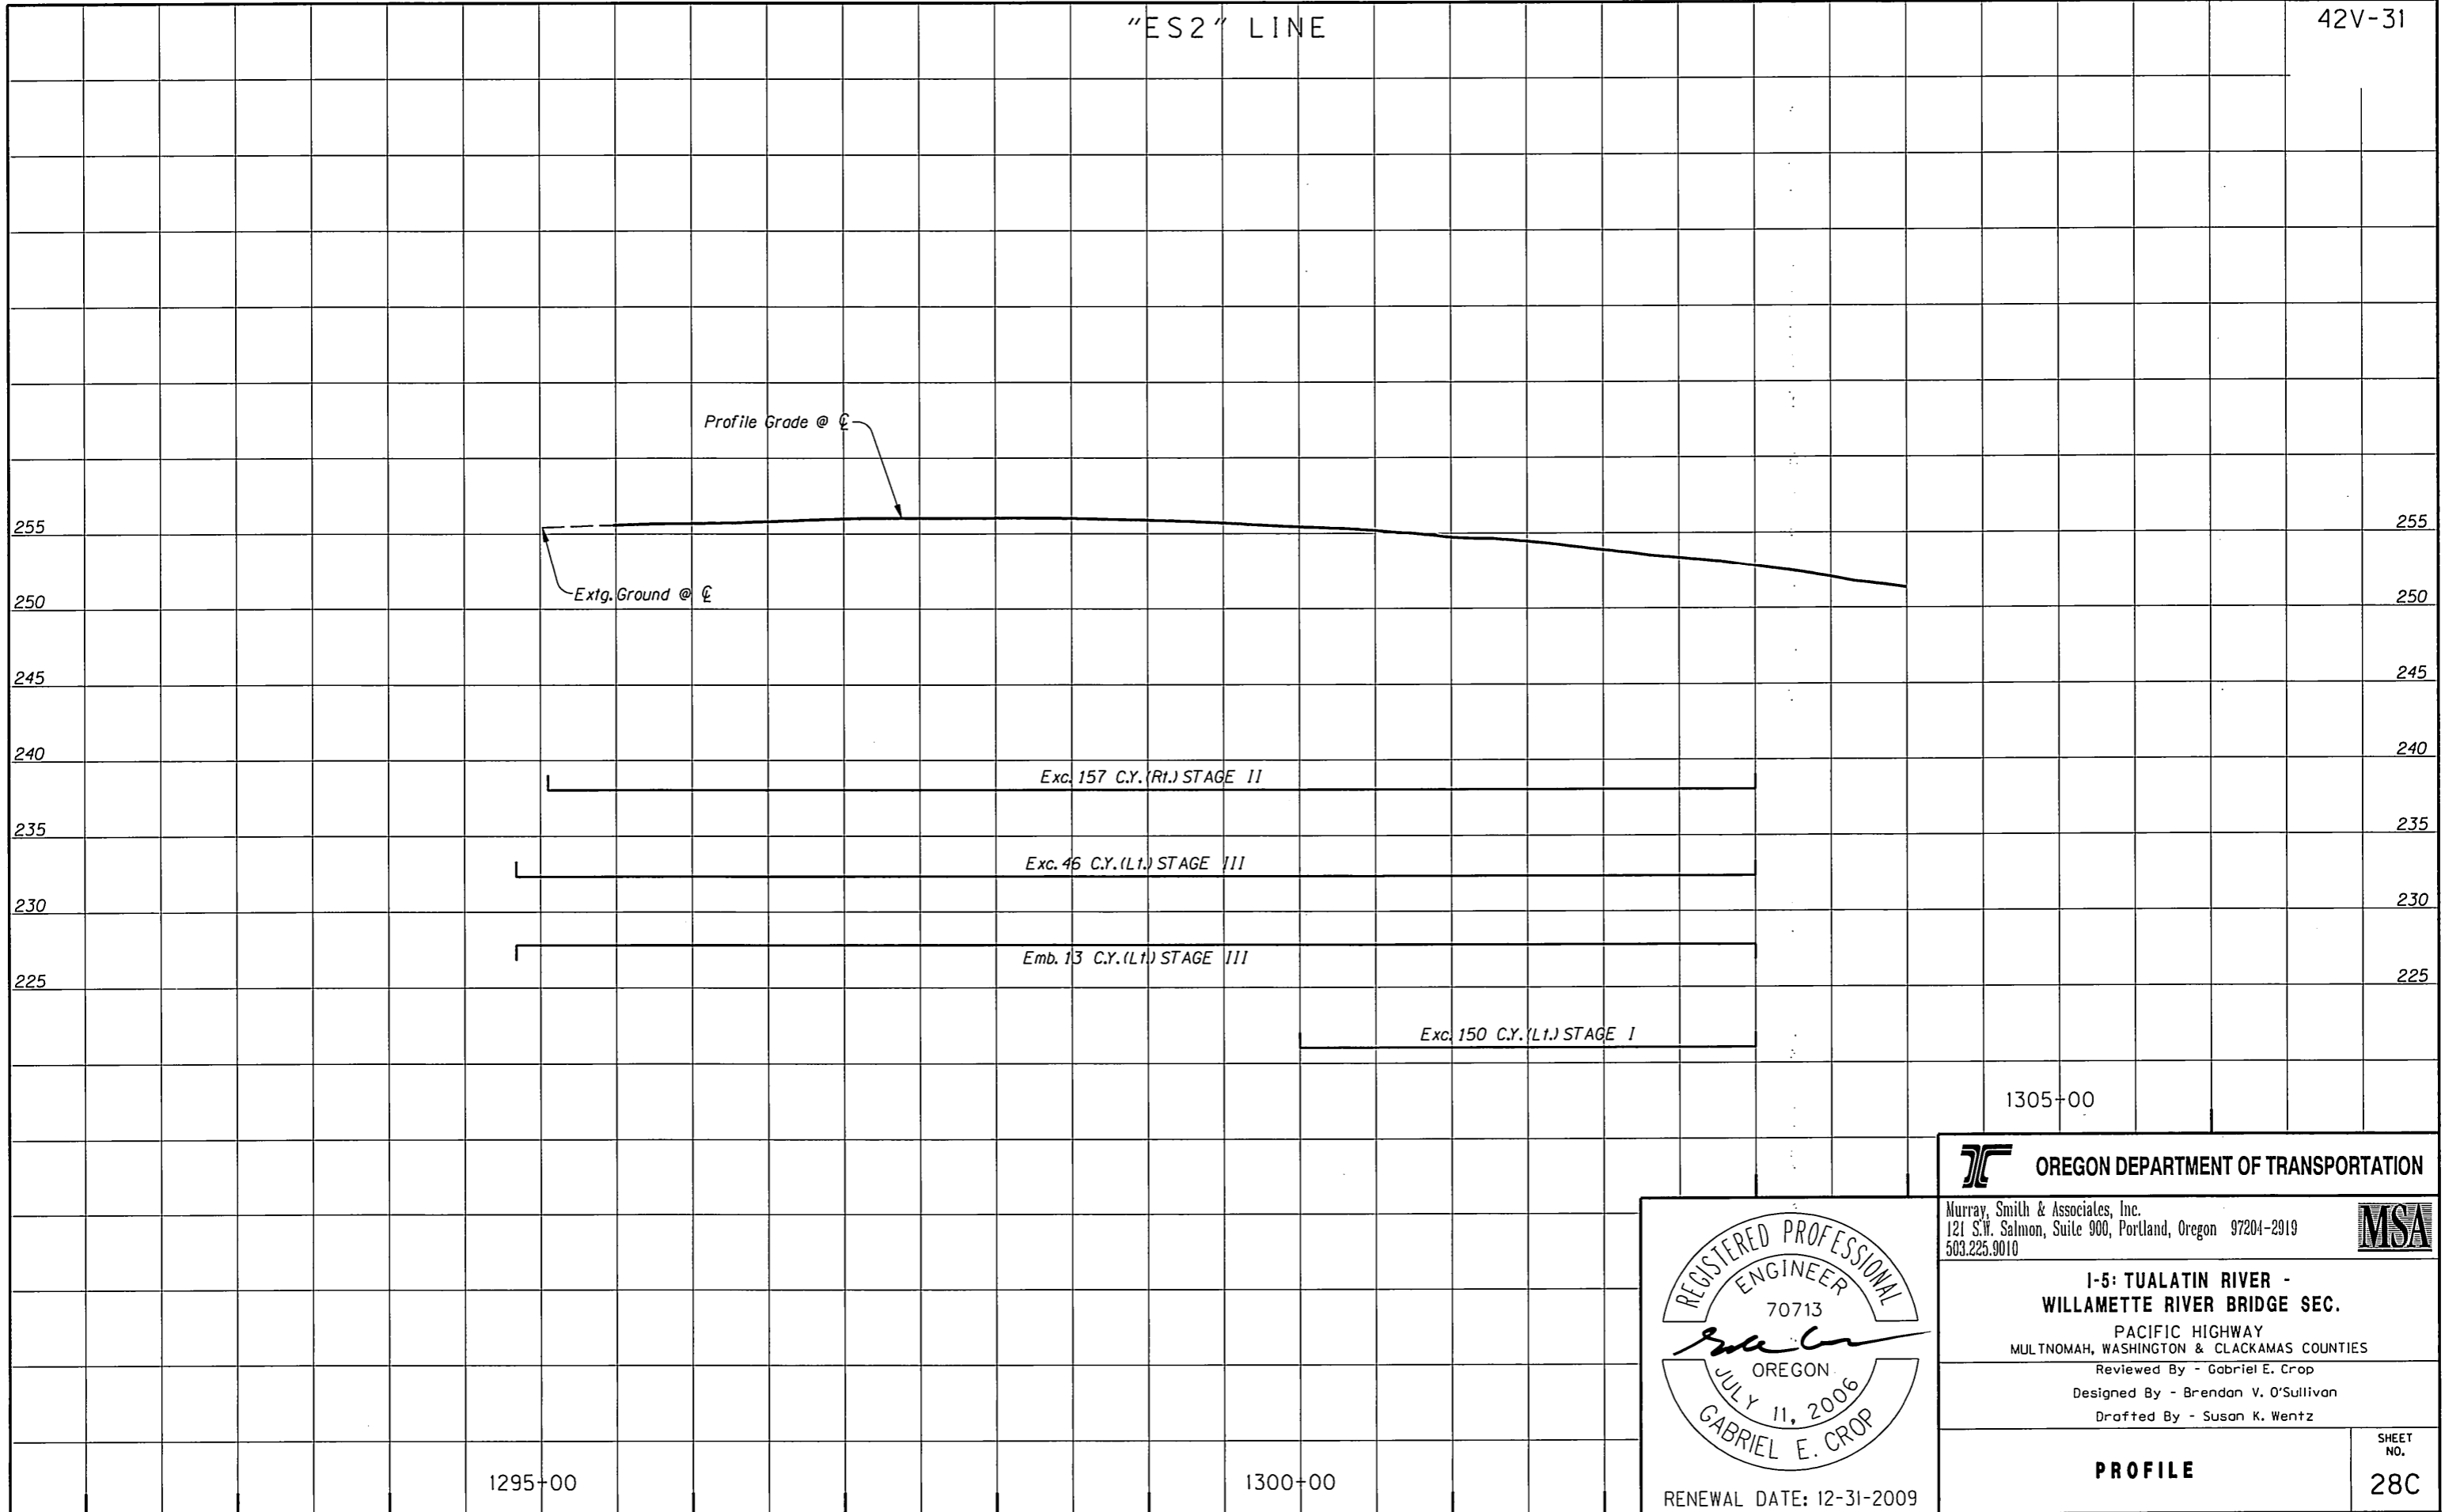 "ES2" LINE
42V-31
Profile Grade @ ℄
255
255
Extg. Ground @ ℄
250
250
245
245
240
240
Exc. 157 C.Y. (Rt.) STAGE II
235
235
Exc. 46 C.Y. (Lt.) STAGE III
230
230
Emb. 13 C.Y. (Lt.) STAGE III
225
225
Exc. 150 C.Y. (Lt.) STAGE I
1305+00
1295+00
1300+00
REGISTERED PROFESSIONAL
ENGINEER
70713
OREGON
JULY 11, 2006
GABRIEL E. CROP
RENEWAL DATE: 12-31-2009
OREGON DEPARTMENT OF TRANSPORTATION
Murray, Smith & Associates, Inc.
121 S.W. Salmon, Suite 900, Portland, Oregon 97204-2919
503.225.9010
MSA
I-5: TUALATIN RIVER -
WILLAMETTE RIVER BRIDGE SEC.
PACIFIC HIGHWAY
MULTNOMAH, WASHINGTON & CLACKAMAS COUNTIES
Reviewed By - Gabriel E. Crop
Designed By - Brendan V. O'Sullivan
Drafted By - Susan K. Wentz
PROFILE
SHEET
NO.
28C